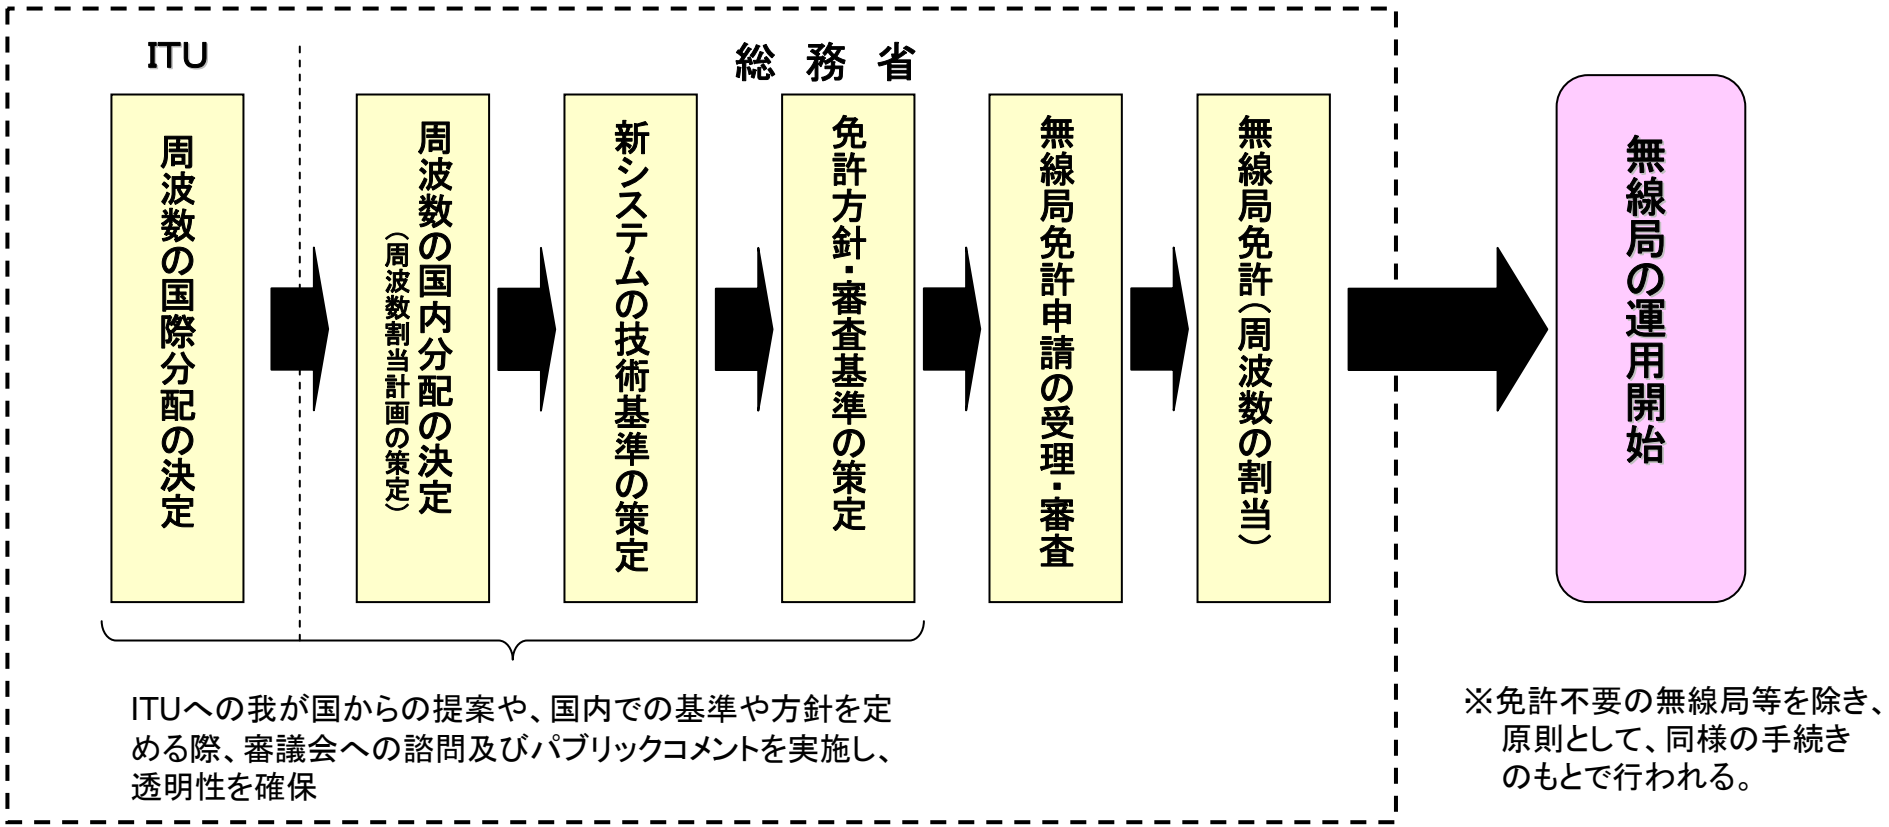 ITU
総務省
周波数の国際分配の決定
周波数の国内分配の決定
（周波数割当計画の策定）
新システムの技術基準の策定
免許方針・審査基準の策定
無線局免許申請の受理・審査
無線局免許（周波数の割当）
無線局の運用開始
ITUへの我が国からの提案や、国内での基準や方針を定
める際、審議会への諮問及びパブリックコメントを実施し、
透明性を確保
※免許不要の無線局等を除き、
原則として、同様の手続き
のもとで行われる。